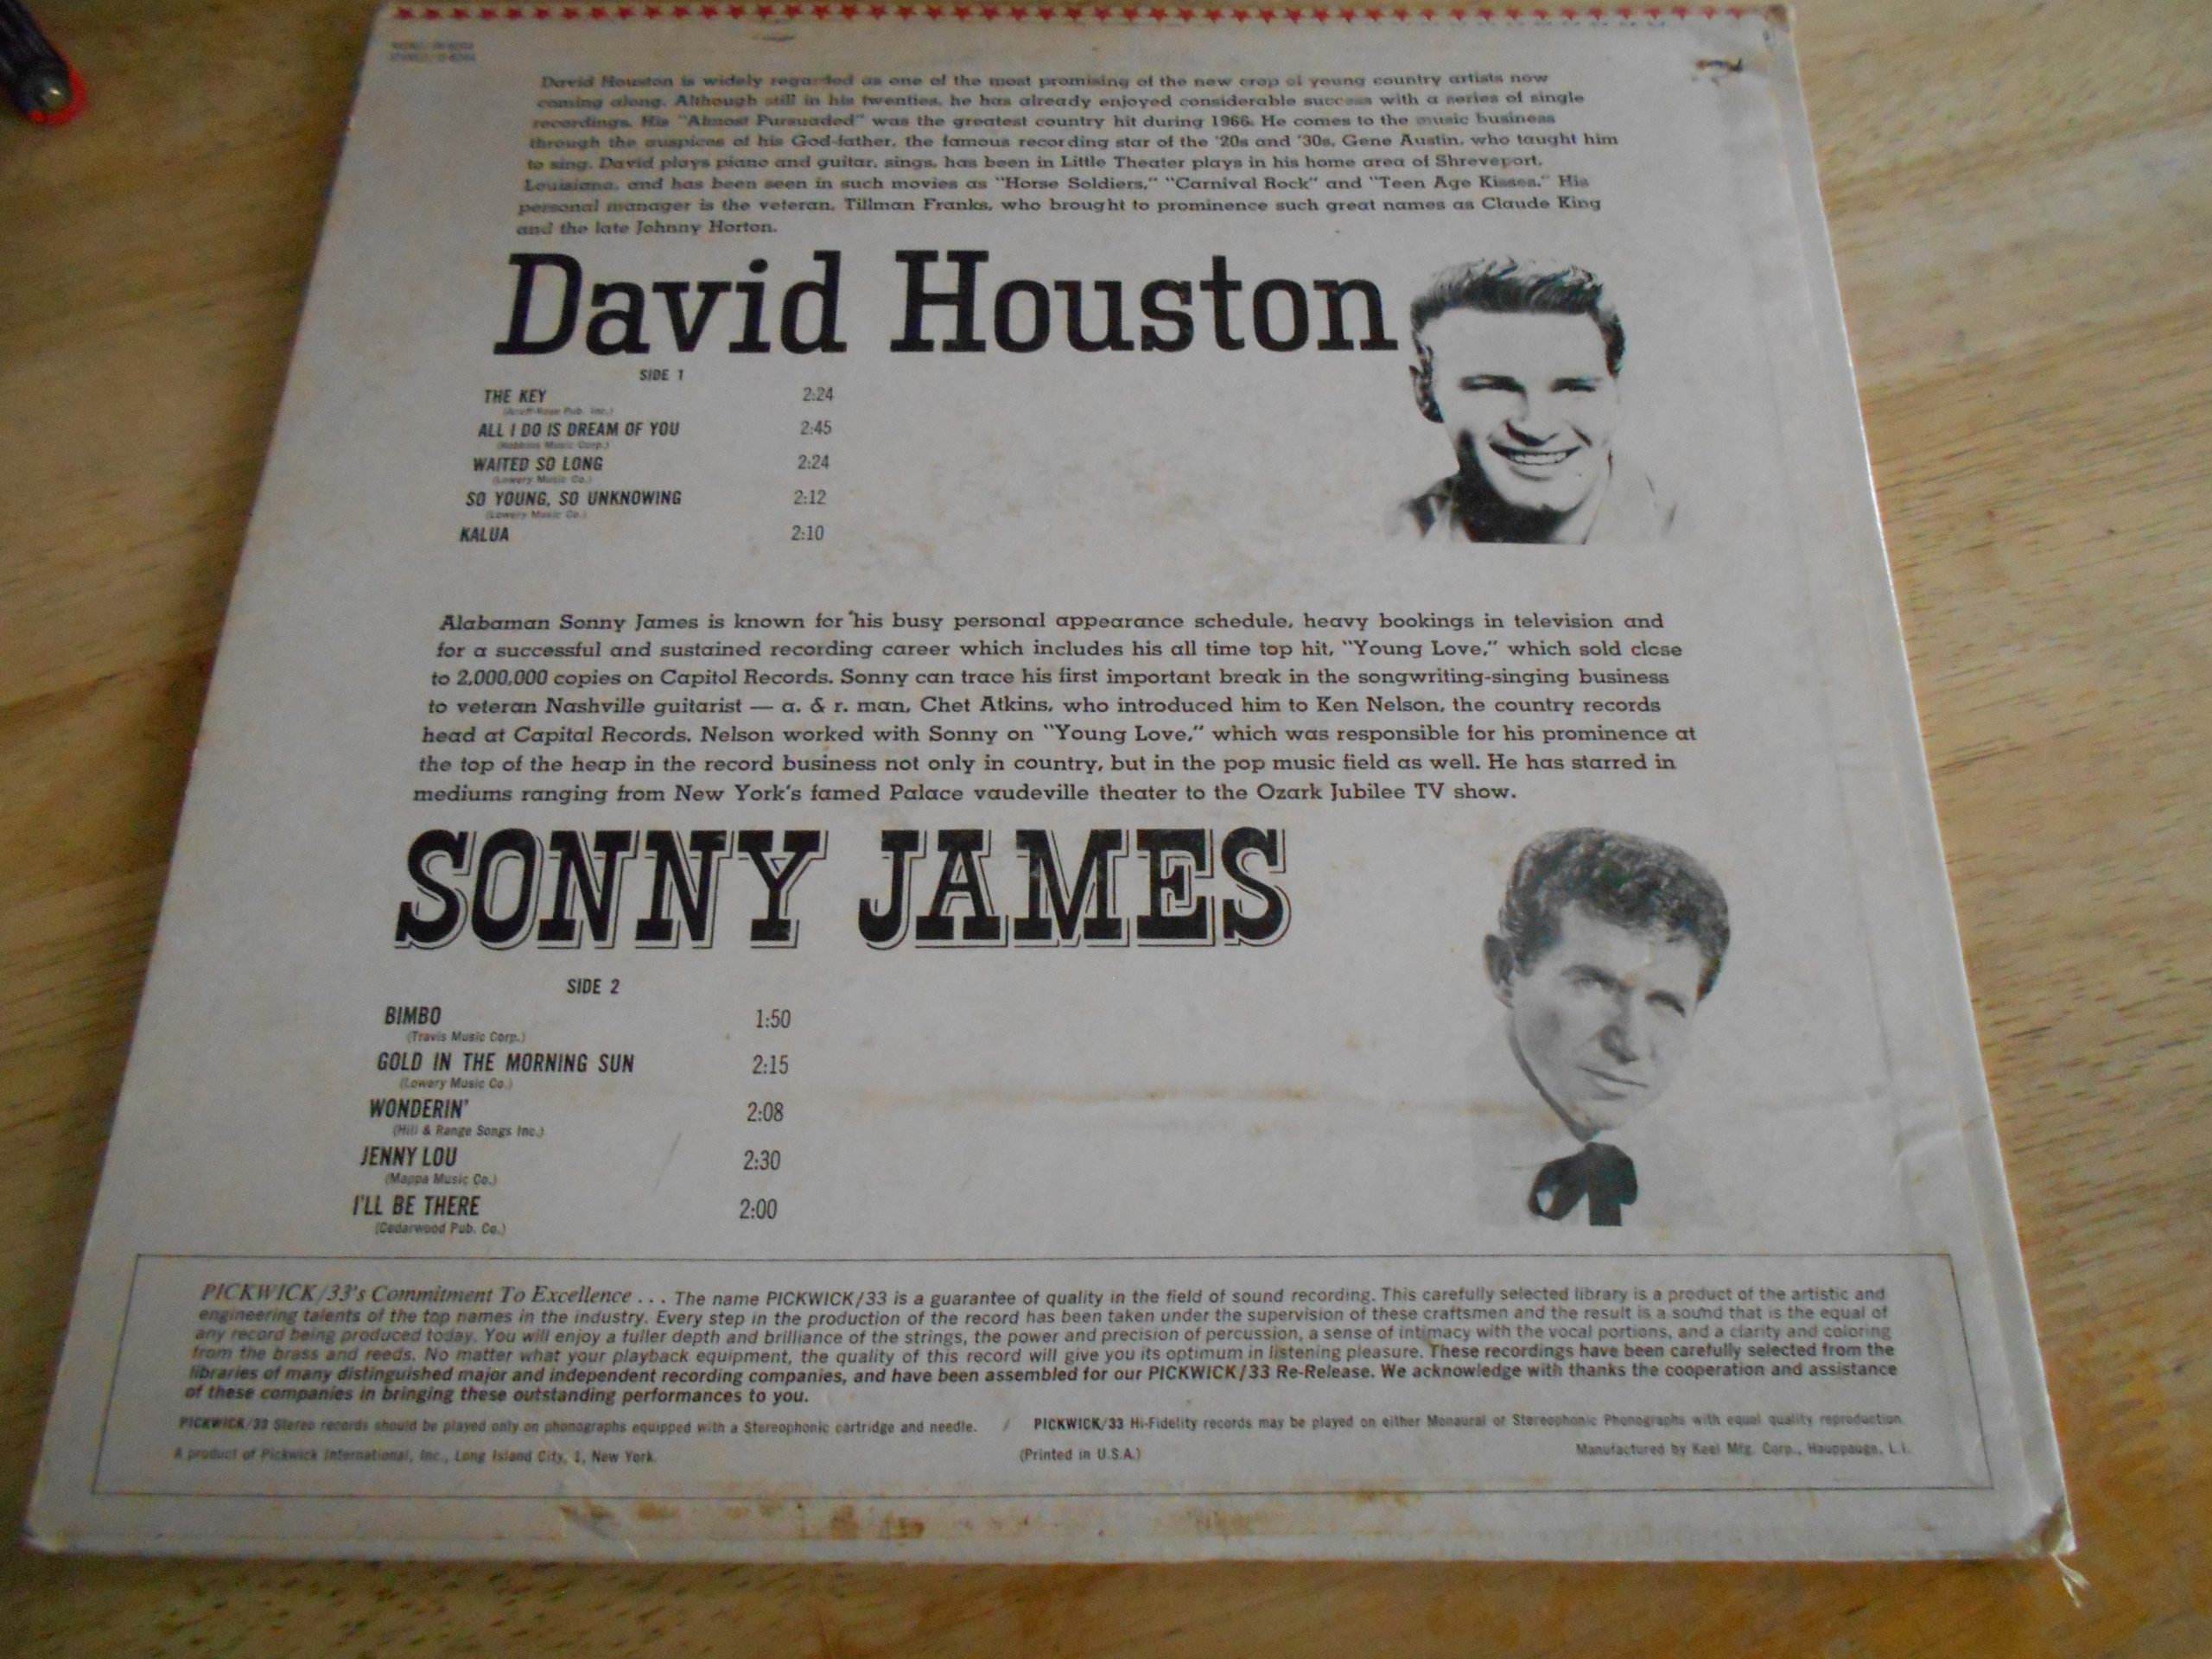 David Houston is widely regarded as one of the most promising of the new crop of young country artists now
coming along. Although still in his twenties, he has already enjoyed considerable success with a series of single
recordings. His "Almost Pursuaded" was the greatest country hit during 1966. He comes to the music business
through the auspices of his God-father, the famous recording star of the '20s and '30s, Gene Austin, who taught him
to sing. David plays piano and guitar, sings, has been in Little Theater plays in his home area of Shreveport,
Louisiana, and has been seen in such movies as "Horse Soldiers," "Carnival Rock" and "Teen Age Kisses." His
personal manager is the veteran, Tillman Franks, who brought to prominence such great names as Claude King
and the late Johnny Horton.
David Houston
SIDE 1
THE KEY 2:24
(Acuff-Rose Pub. Inc.)
ALL I DO IS DREAM OF YOU 2:45
(Robbins Music Corp.)
WAITED SO LONG 2:24
(Lowery Music Co.)
SO YOUNG, SO UNKNOWING 2:12
(Lowery Music Co.)
KALUA 2:10
Alabaman Sonny James is known for his busy personal appearance schedule, heavy bookings in television and
for a successful and sustained recording career which includes his all time top hit, "Young Love," which sold close
to 2,000,000 copies on Capitol Records. Sonny can trace his first important break in the songwriting-singing business
to veteran Nashville guitarist — a. & r. man, Chet Atkins, who introduced him to Ken Nelson, the country records
head at Capital Records. Nelson worked with Sonny on "Young Love," which was responsible for his prominence at
the top of the heap in the record business not only in country, but in the pop music field as well. He has starred in
mediums ranging from New York's famed Palace vaudeville theater to the Ozark Jubilee TV show.
SONNY JAMES
SIDE 2
BIMBO 1:50
(Travis Music Corp.)
GOLD IN THE MORNING SUN 2:15
(Lowery Music Co.)
WONDERIN' 2:08
(Hill & Range Songs Inc.)
JENNY LOU 2:30
(Mappa Music Co.)
I'LL BE THERE 2:00
(Cedarwood Pub. Co.)
PICKWICK/33's Commitment To Excellence . . . The name PICKWICK/33 is a guarantee of quality in the field of sound recording. This carefully selected library is a product of the artistic and
engineering talents of the top names in the industry. Every step in the production of the record has been taken under the supervision of these craftsmen and the result is a sound that is the equal of
any record being produced today. You will enjoy a fuller depth and brilliance of the strings, the power and precision of percussion, a sense of intimacy with the vocal portions, and a clarity and coloring
from the brass and reeds. No matter what your playback equipment, the quality of this record will give you its optimum in listening pleasure. These recordings have been carefully selected from the
libraries of many distinguished major and independent recording companies, and have been assembled for our PICKWICK/33 Re-Release. We acknowledge with thanks the cooperation and assistance
of these companies in bringing these outstanding performances to you.
PICKWICK/33 Stereo records should be played only on phonographs equipped with a Stereophonic cartridge and needle. / PICKWICK/33 Hi-Fidelity records may be played on either Monaural or Stereophonic Phonographs with equal quality reproduction.
A product of Pickwick International, Inc., Long Island City, 1, New York. (Printed in U.S.A.) Manufactured by Keel Mfg. Corp., Hauppauge, L.I.